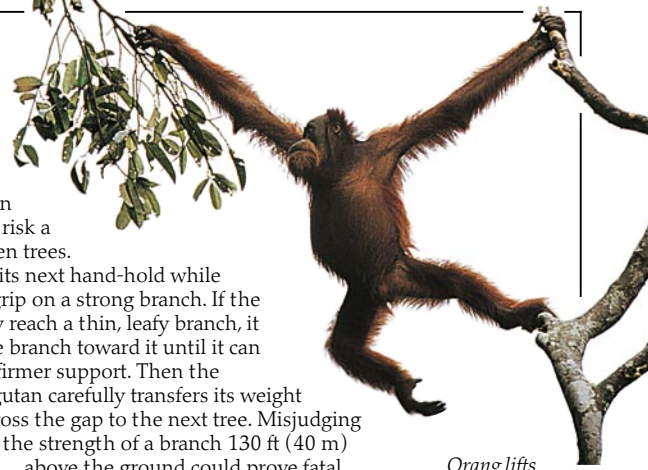 n
risk a
en trees.
its next hand-hold while
grip on a strong branch. If the
y reach a thin, leafy branch, it
e branch toward it until it can
firmer support. Then the
gutan carefully transfers its weight
ross the gap to the next tree. Misjudging
the strength of a branch 130 ft (40 m)
above the ground could prove fatal.
Orang lifts